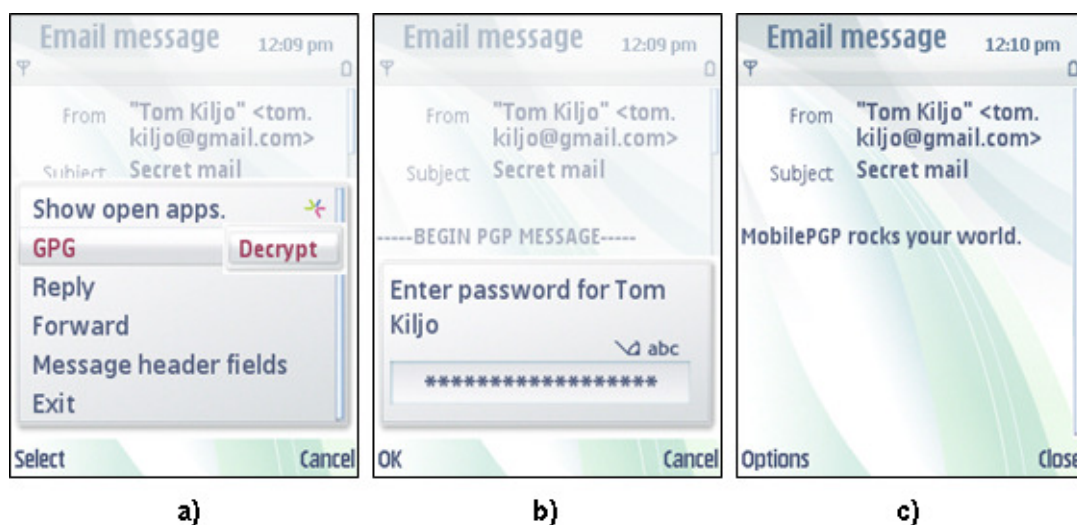 Email message 12:09 pm
From "Tom Kiljo" <tom.
kiljo@gmail.com>
Subject Secret mail
Show open apps.
GPG Decrypt
Reply
Forward
Message header fields
Exit
Select Cancel
a)
Email message 12:09 pm
From "Tom Kiljo" <tom.
kiljo@gmail.com>
Subject Secret mail
-----BEGIN PGP MESSAGE-----
Enter password for Tom
Kiljo
abc
******************
OK Cancel
b)
Email message 12:10 pm
From "Tom Kiljo" <tom.
kiljo@gmail.com>
Subject Secret mail
MobilePGP rocks your world.
Options Close
c)